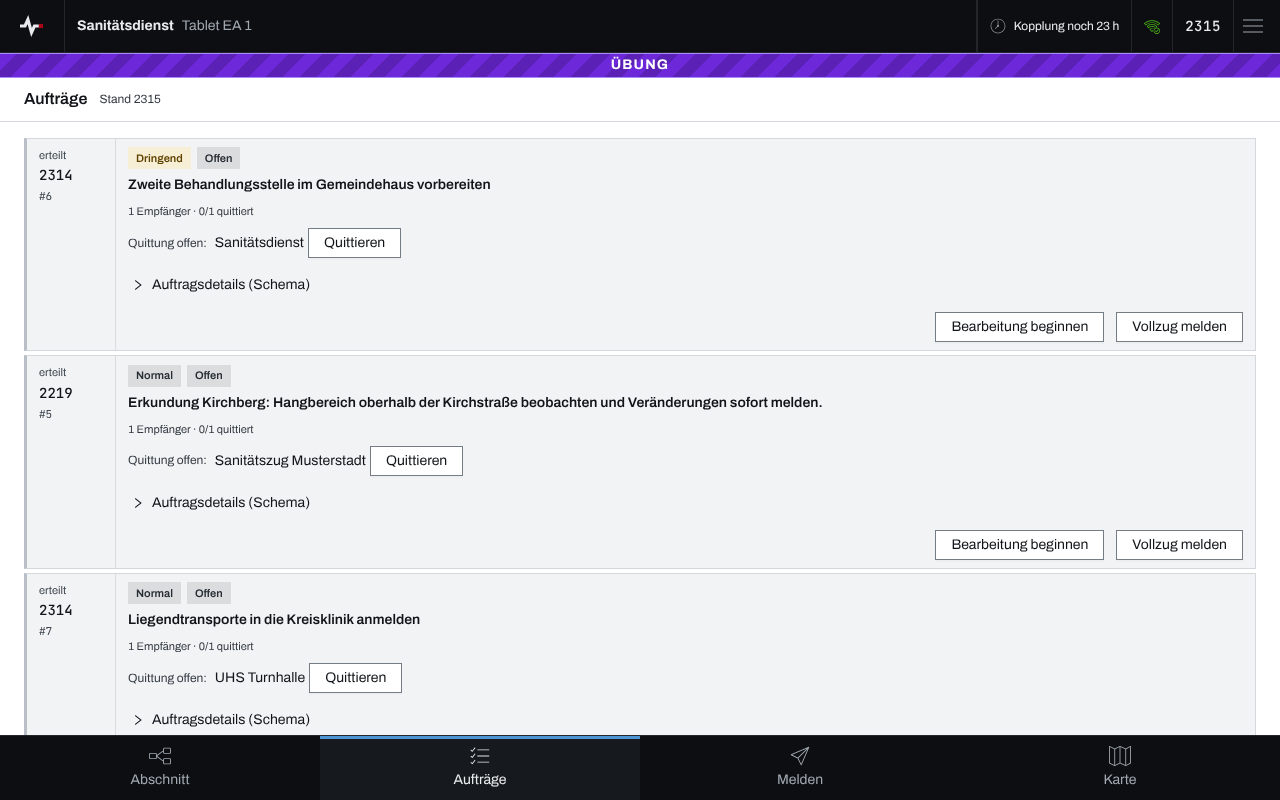 Sanitätsdienst Tablet EA 1
Kopplung noch 23 h
2315
ÜBUNG
Aufträge Stand 2315
erteilt
2314
#6
Dringend Offen
Zweite Behandlungsstelle im Gemeindehaus vorbereiten
1 Empfänger · 0/1 quittiert
Quittung offen: Sanitätsdienst Quittieren
Auftragsdetails (Schema)
Bearbeitung beginnen Vollzug melden
erteilt
2219
#5
Normal Offen
Erkundung Kirchberg: Hangbereich oberhalb der Kirchstraße beobachten und Veränderungen sofort melden.
1 Empfänger · 0/1 quittiert
Quittung offen: Sanitätszug Musterstadt Quittieren
Auftragsdetails (Schema)
Bearbeitung beginnen Vollzug melden
erteilt
2314
#7
Normal Offen
Liegendtransporte in die Kreisklinik anmelden
1 Empfänger · 0/1 quittiert
Quittung offen: UHS Turnhalle Quittieren
Auftragsdetails (Schema)
Abschnitt Aufträge Melden Karte